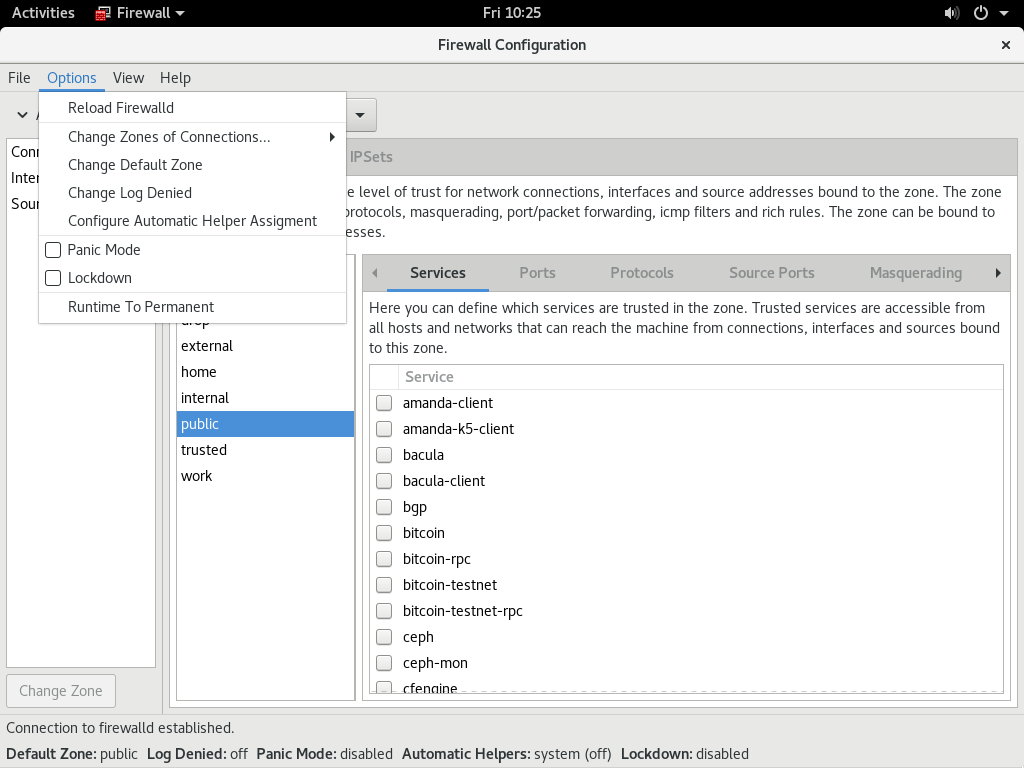 Activities Firewall Fri 10:25
Firewall Configuration
File Options View Help
Reload Firewalld
Change Zones of Connections...
Change Default Zone
Change Log Denied
Configure Automatic Helper Assigment
Panic Mode
Lockdown
Runtime To Permanent
IPSets
level of trust for network connections, interfaces and source addresses bound to the zone. The zone
protocols, masquerading, port/packet forwarding, icmp filters and rich rules. The zone can be bound to
drop
external
home
internal
public
trusted
work
Services Ports Protocols Source Ports Masquerading
Here you can define which services are trusted in the zone. Trusted services are accessible from
all hosts and networks that can reach the machine from connections, interfaces and sources bound
to this zone.
Service
amanda-client
amanda-k5-client
bacula
bacula-client
bgp
bitcoin
bitcoin-rpc
bitcoin-testnet
bitcoin-testnet-rpc
ceph
ceph-mon
cfengine
Change Zone
Connection to firewalld established.
Default Zone: public Log Denied: off Panic Mode: disabled Automatic Helpers: system (off) Lockdown: disabled